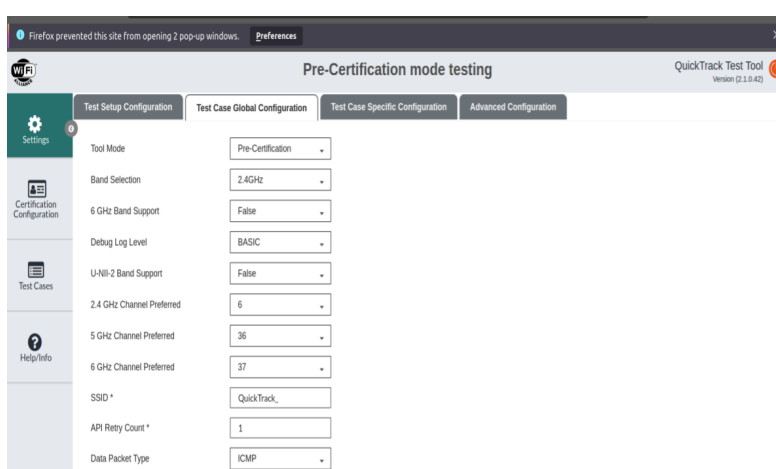 Firefox prevented this site from opening 2 pop-up windows. Preferences
Wi Fi
Pre-Certification mode testing
QuickTrack Test Tool
Version (2.1.0.42)
Test Setup Configuration
Test Case Global Configuration
Test Case Specific Configuration
Advanced Configuration
Settings
Certification
Configuration
Test Cases
Help/Info
Tool Mode Pre-Certification
Band Selection 2.4GHz
6 GHz Band Support False
Debug Log Level BASIC
U-NII-2 Band Support False
2.4 GHz Channel Preferred 6
5 GHz Channel Preferred 36
6 GHz Channel Preferred 37
SSID * QuickTrack_
API Retry Count * 1
Data Packet Type ICMP